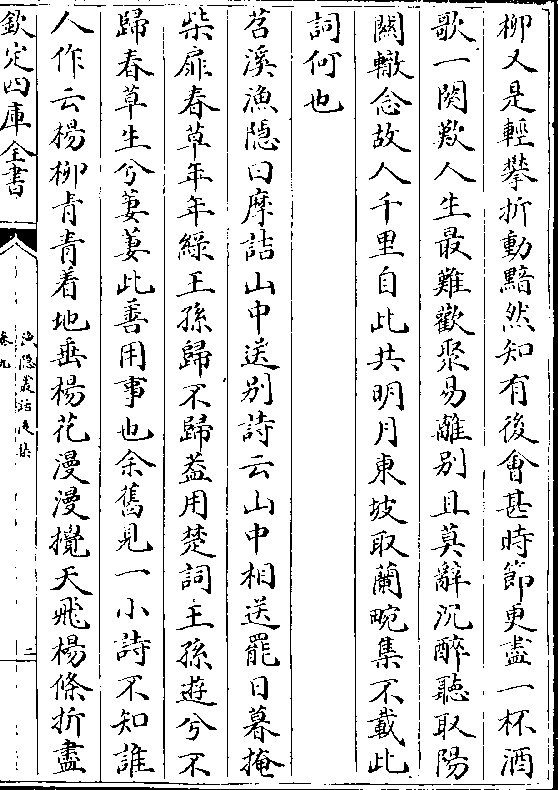 柳又是輕攀折動黯然知有後會甚時節更盡一杯酒
歌一闋歎人生最難歡聚易離別且莫辭沉醉聽取陽
關轍念故人千里自此共明月東坡取蘭畹集不載此
詞何也
苕溪漁隱曰摩詰山中送别詩云山中相送罷日暮掩
柴扉春草年年緑王孫歸不歸葢用楚詞王孫遊兮不
歸春草生兮萋萋此善用事也余舊見一小詩不知誰
人作云楊柳青青着地垂楊花漫漫攪天飛楊條折盡
欽定四庫全書
漁隱叢話後集
卷九
二